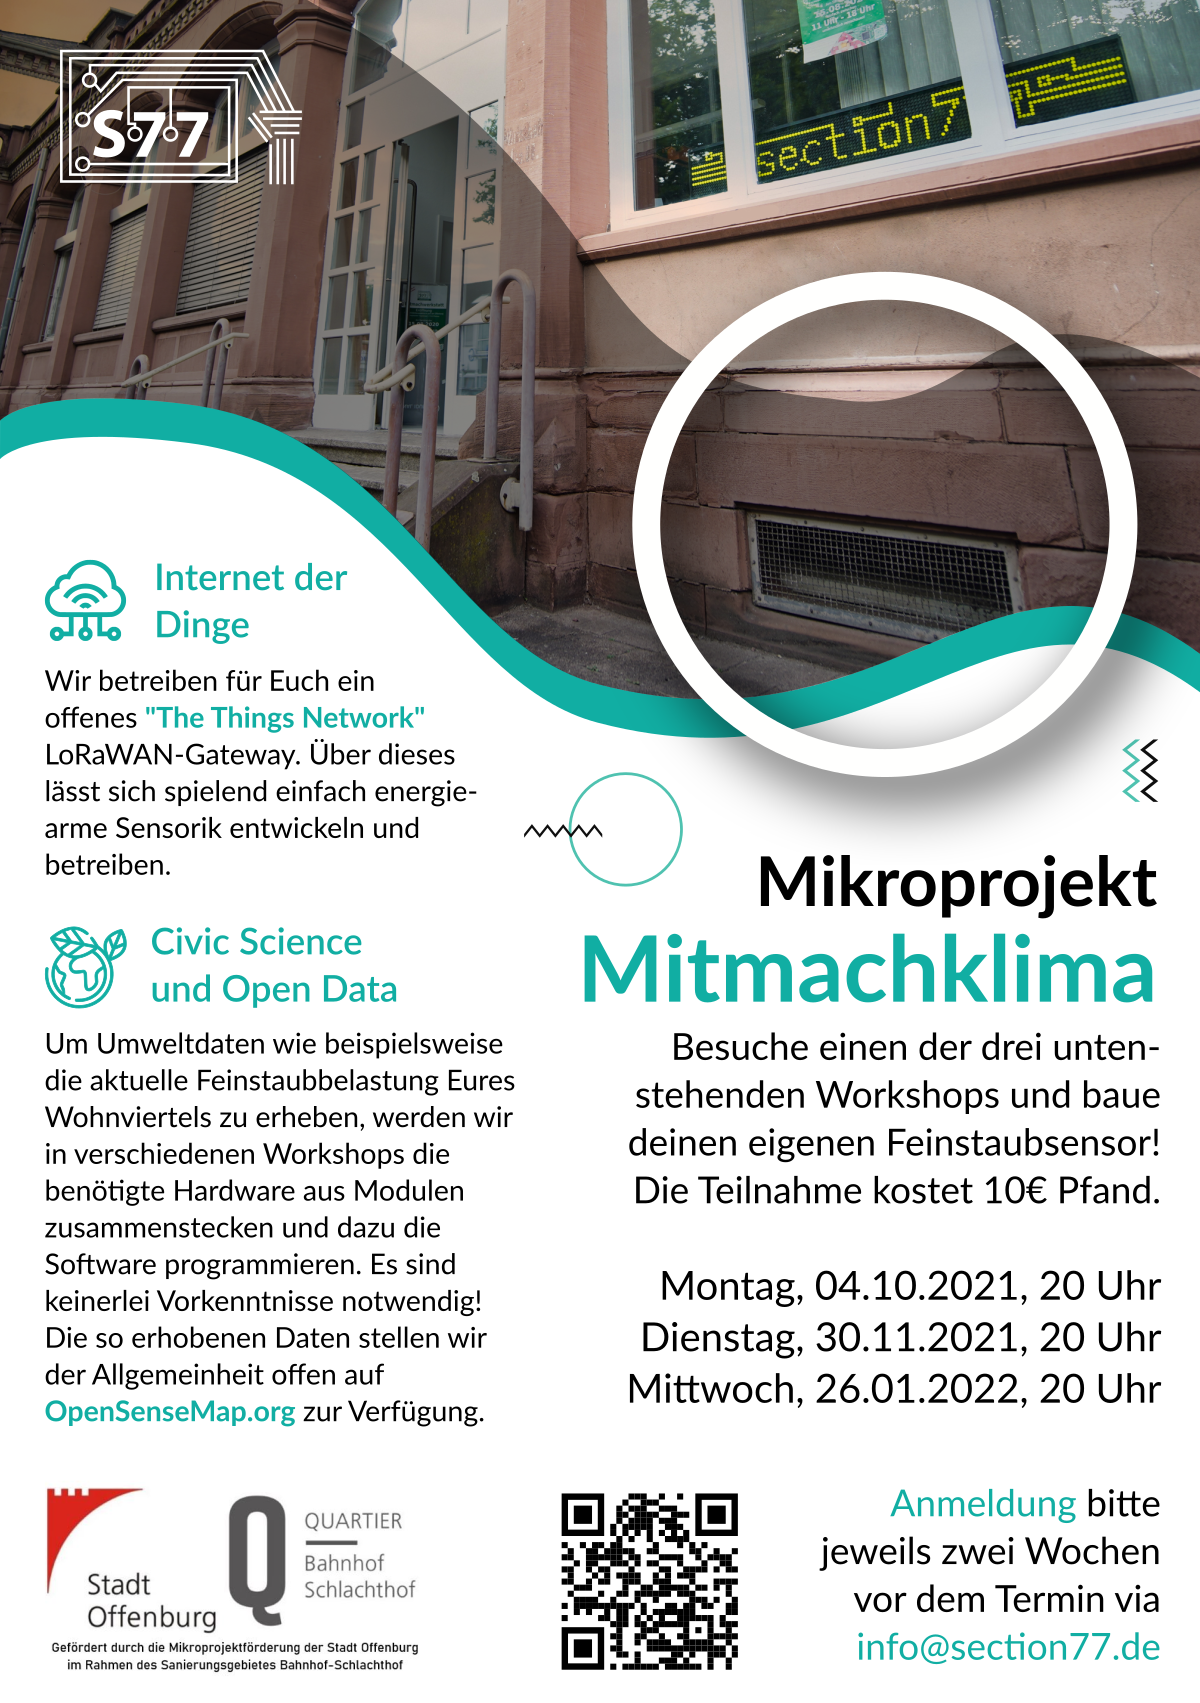 S77
11 Uhr - 18 Uhr
section77
Internet der
Dinge
Wir betreiben für Euch ein
offenes "The Things Network"
LoRaWAN-Gateway. Über dieses
lässt sich spielend einfach energie-
arme Sensorik entwickeln und
betreiben.
Civic Science
und Open Data
Um Umweltdaten wie beispielsweise
die aktuelle Feinstaubbelastung Eures
Wohnviertels zu erheben, werden wir
in verschiedenen Workshops die
benötigte Hardware aus Modulen
zusammenstecken und dazu die
Software programmieren. Es sind
keinerlei Vorkenntnisse notwendig!
Die so erhobenen Daten stellen wir
der Allgemeinheit offen auf
OpenSenseMap.org zur Verfügung.
Mikroprojekt
Mitmachklima
Besuche einen der drei unten-
stehenden Workshops und baue
deinen eigenen Feinstaubsensor!
Die Teilnahme kostet 10€ Pfand.
Montag, 04.10.2021, 20 Uhr
Dienstag, 30.11.2021, 20 Uhr
Mittwoch, 26.01.2022, 20 Uhr
Stadt
Offenburg
Q
QUARTIER
Bahnhof
Schlachthof
Gefördert durch die Mikroprojektförderung der Stadt Offenburg
im Rahmen des Sanierungsgebietes Bahnhof-Schlachthof
Anmeldung bitte
jeweils zwei Wochen
vor dem Termin via
info@section77.de